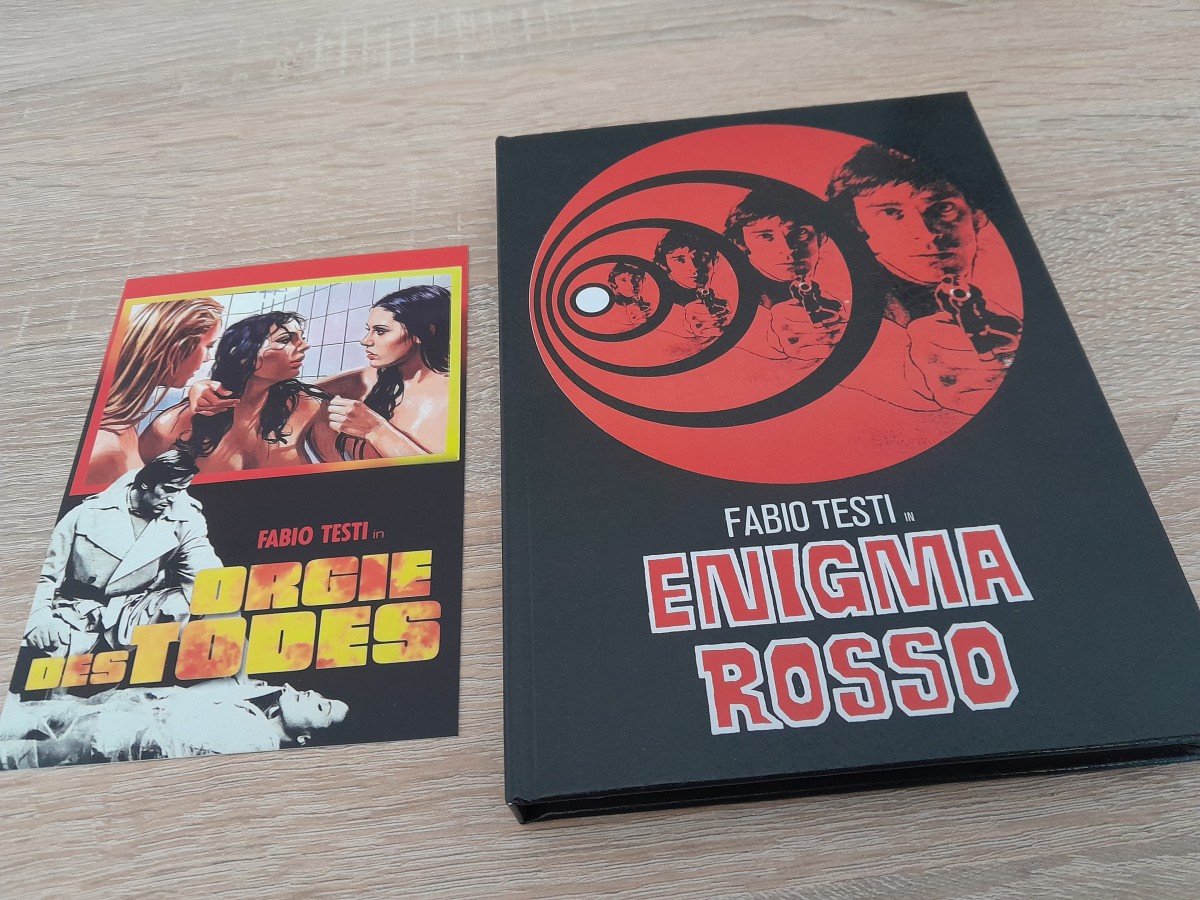 FABIO TESTI in
ORGIE
DES TODES
FABIO TESTI IN
ENIGMA
ROSSO